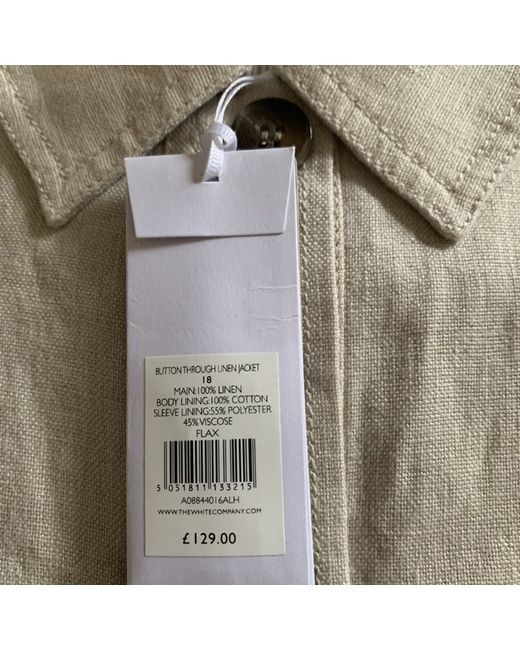 BUTTON THROUGH LINEN JACKET
18
MAIN:100% LINEN
BODY LINING:100% COTTON
SLEEVE LINING:55% POLYESTER
45% VISCOSE
FLAX
5 051811 133215
A08844016ALH
WWW.THEWHITECOMPANY.COM
£129.00